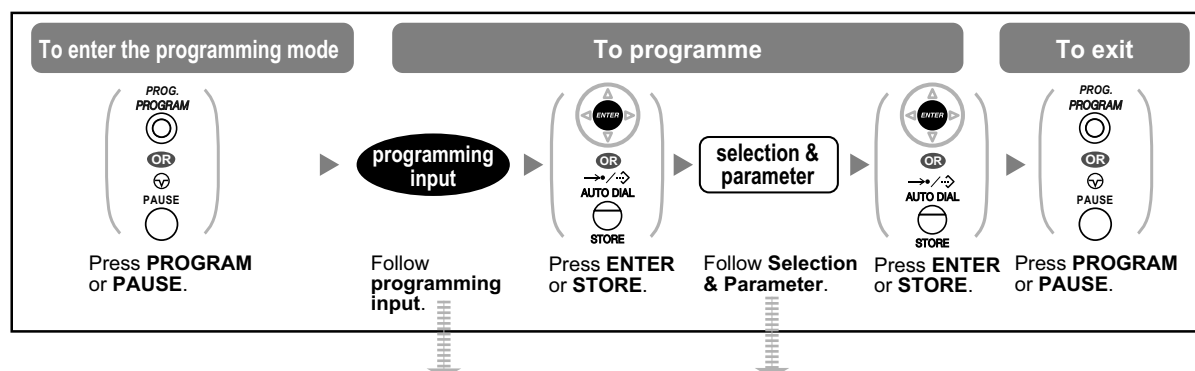 To enter the programming mode
To programme
To exit
PROG.
PROGRAM
OR
PAUSE
Press PROGRAM
or PAUSE.
programming
input
Follow
programming
input.
ENTER
OR
AUTO DIAL
STORE
Press ENTER
or STORE.
selection &
parameter
Follow Selection
& Parameter.
ENTER
OR
AUTO DIAL
STORE
Press ENTER
or STORE.
PROG.
PROGRAM
OR
PAUSE
Press PROGRAM
or PAUSE.